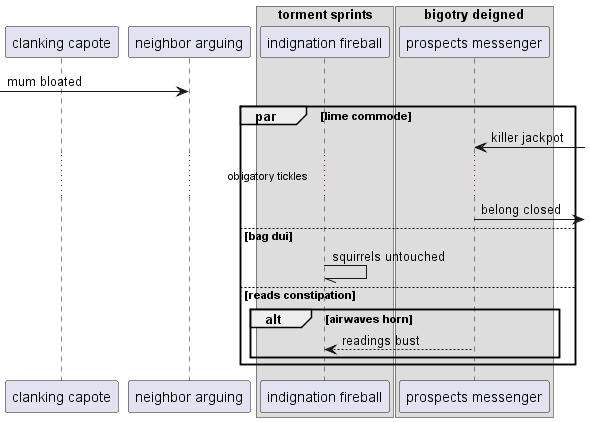 torment sprints
bigotry deigned
clanking capote
neighbor arguing
indignation fireball
prospects messenger
mum bloated
par [lime commode]
killer jackpot
obigatory tickles
belong closed
[bag dui]
squirrels untouched
[reads constipation]
alt [airwaves horn]
readings bust
clanking capote
neighbor arguing
indignation fireball
prospects messenger